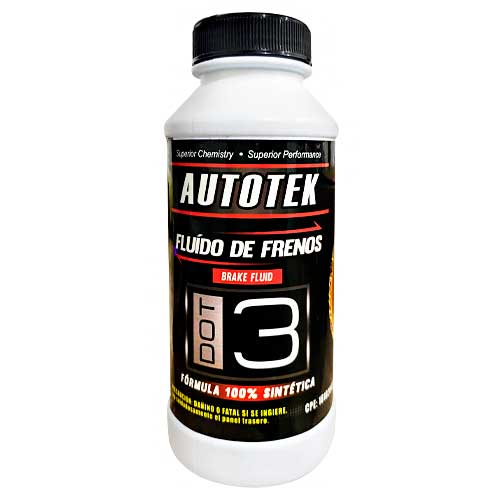 Superior Chemistry • Superior Performance
AUTOTEK
FLUÍDO DE FRENOS
BRAKE FLUID
DOT 3
FÓRMULA 100% SINTÉTICA
DAÑINO O FATAL SI SE INGIERE.
el panel trasero.
CPE: